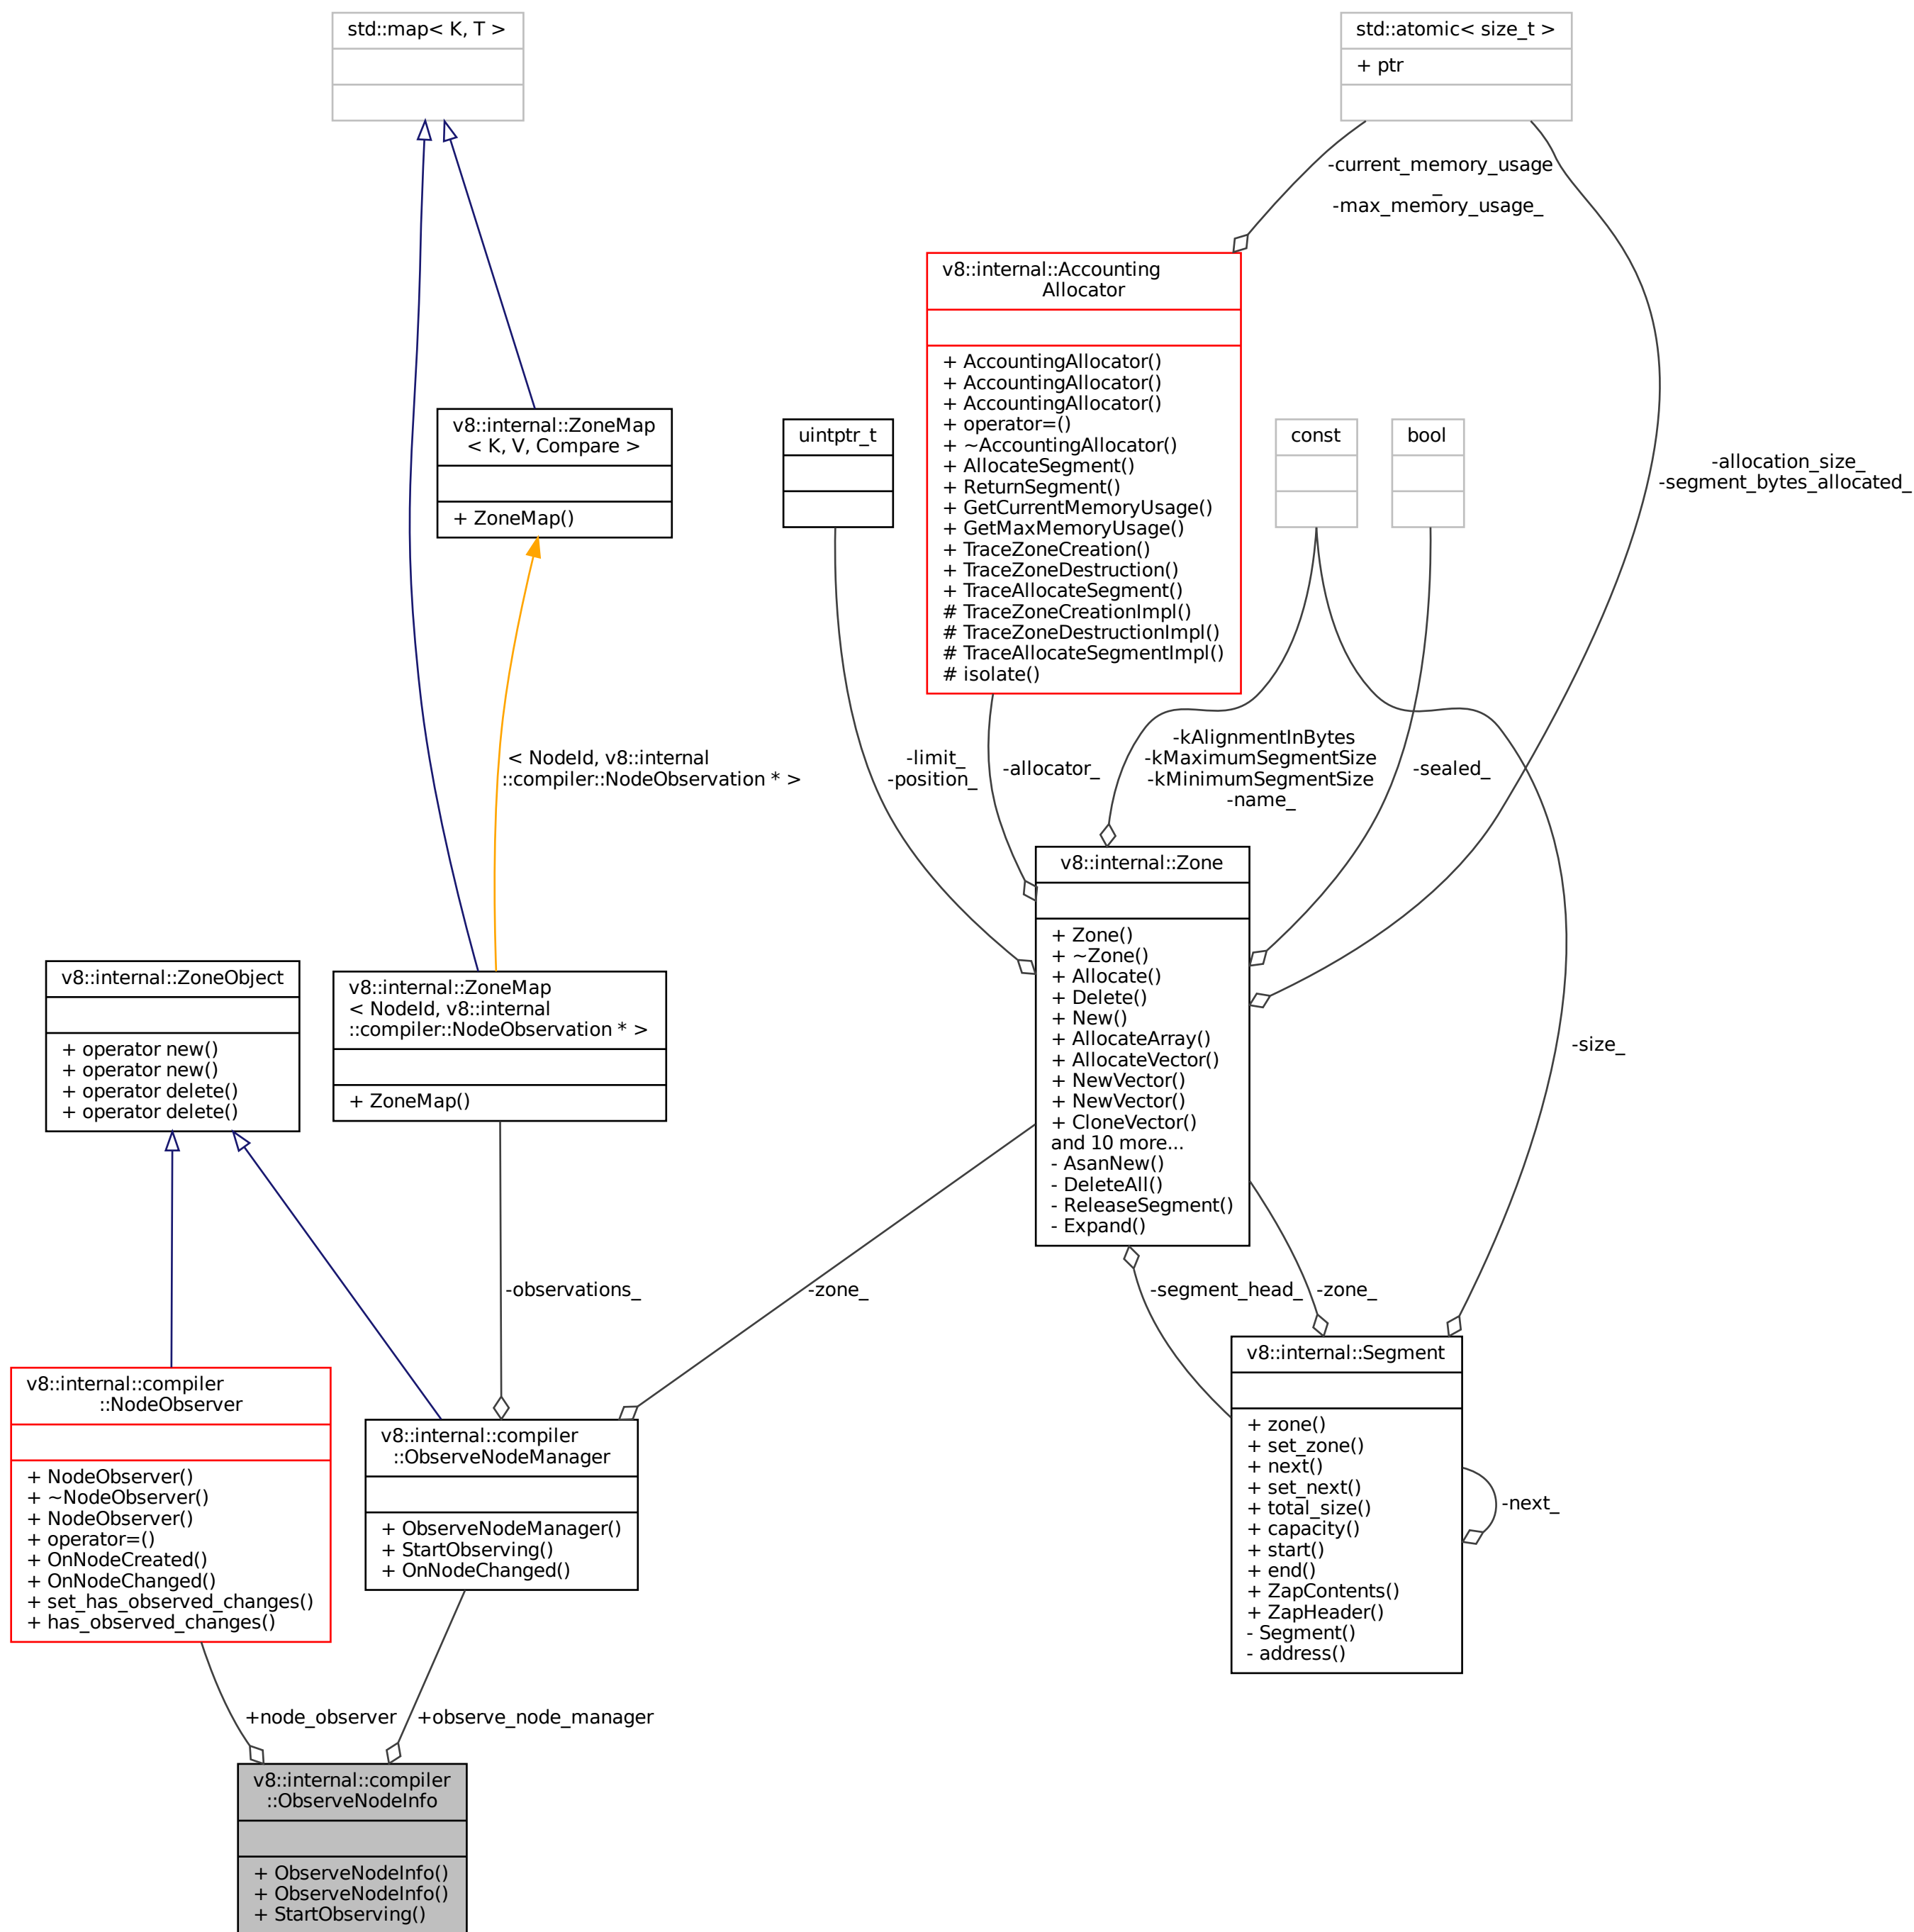 std::map< K, T >
std::atomic< size_t >
+ ptr
-current_memory_usage
_
-max_memory_usage_
v8::internal::Accounting
Allocator
+ AccountingAllocator()
+ AccountingAllocator()
+ AccountingAllocator()
+ operator=()
+ ~AccountingAllocator()
+ AllocateSegment()
+ ReturnSegment()
+ GetCurrentMemoryUsage()
+ GetMaxMemoryUsage()
+ TraceZoneCreation()
+ TraceZoneDestruction()
+ TraceAllocateSegment()
# TraceZoneCreationImpl()
# TraceZoneDestructionImpl()
# TraceAllocateSegmentImpl()
# isolate()
v8::internal::ZoneMap
< K, V, Compare >
+ ZoneMap()
uintptr_t
const
bool
-allocation_size_
-segment_bytes_allocated_
< NodeId, v8::internal
::compiler::NodeObservation * >
-limit_
-position_
-allocator_
-kAlignmentInBytes
-kMaximumSegmentSize
-kMinimumSegmentSize
-name_
-sealed_
v8::internal::Zone
+ Zone()
+ ~Zone()
+ Allocate()
+ Delete()
+ New()
+ AllocateArray()
+ AllocateVector()
+ NewVector()
+ NewVector()
+ CloneVector()
and 10 more...
- AsanNew()
- DeleteAll()
- ReleaseSegment()
- Expand()
v8::internal::ZoneObject
+ operator new()
+ operator new()
+ operator delete()
+ operator delete()
v8::internal::ZoneMap
< NodeId, v8::internal
::compiler::NodeObservation * >
+ ZoneMap()
-size_
-observations_
-zone_
-segment_head_
-zone_
v8::internal::compiler
::NodeObserver
+ NodeObserver()
+ ~NodeObserver()
+ NodeObserver()
+ operator=()
+ OnNodeCreated()
+ OnNodeChanged()
+ set_has_observed_changes()
+ has_observed_changes()
v8::internal::compiler
::ObserveNodeManager
+ ObserveNodeManager()
+ StartObserving()
+ OnNodeChanged()
v8::internal::Segment
+ zone()
+ set_zone()
+ next()
+ set_next()
+ total_size()
+ capacity()
+ start()
+ end()
+ ZapContents()
+ ZapHeader()
- Segment()
- address()
-next_
+node_observer
+observe_node_manager
v8::internal::compiler
::ObserveNodeInfo
+ ObserveNodeInfo()
+ ObserveNodeInfo()
+ StartObserving()